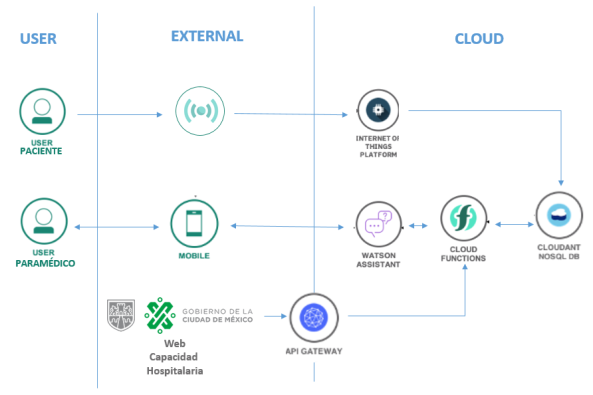 USER
EXTERNAL
CLOUD
USER
PACIENTE
INTERNET OF
THINGS
PLATFORM
USER
PARAMÉDICO
MOBILE
WATSON
ASSISTANT
CLOUD
FUNCTIONS
CLOUDANT
NOSQL DB
GOBIERNO DE LA
CIUDAD DE MÉXICO
Web
Capacidad
Hospitalaria
API GATEWAY